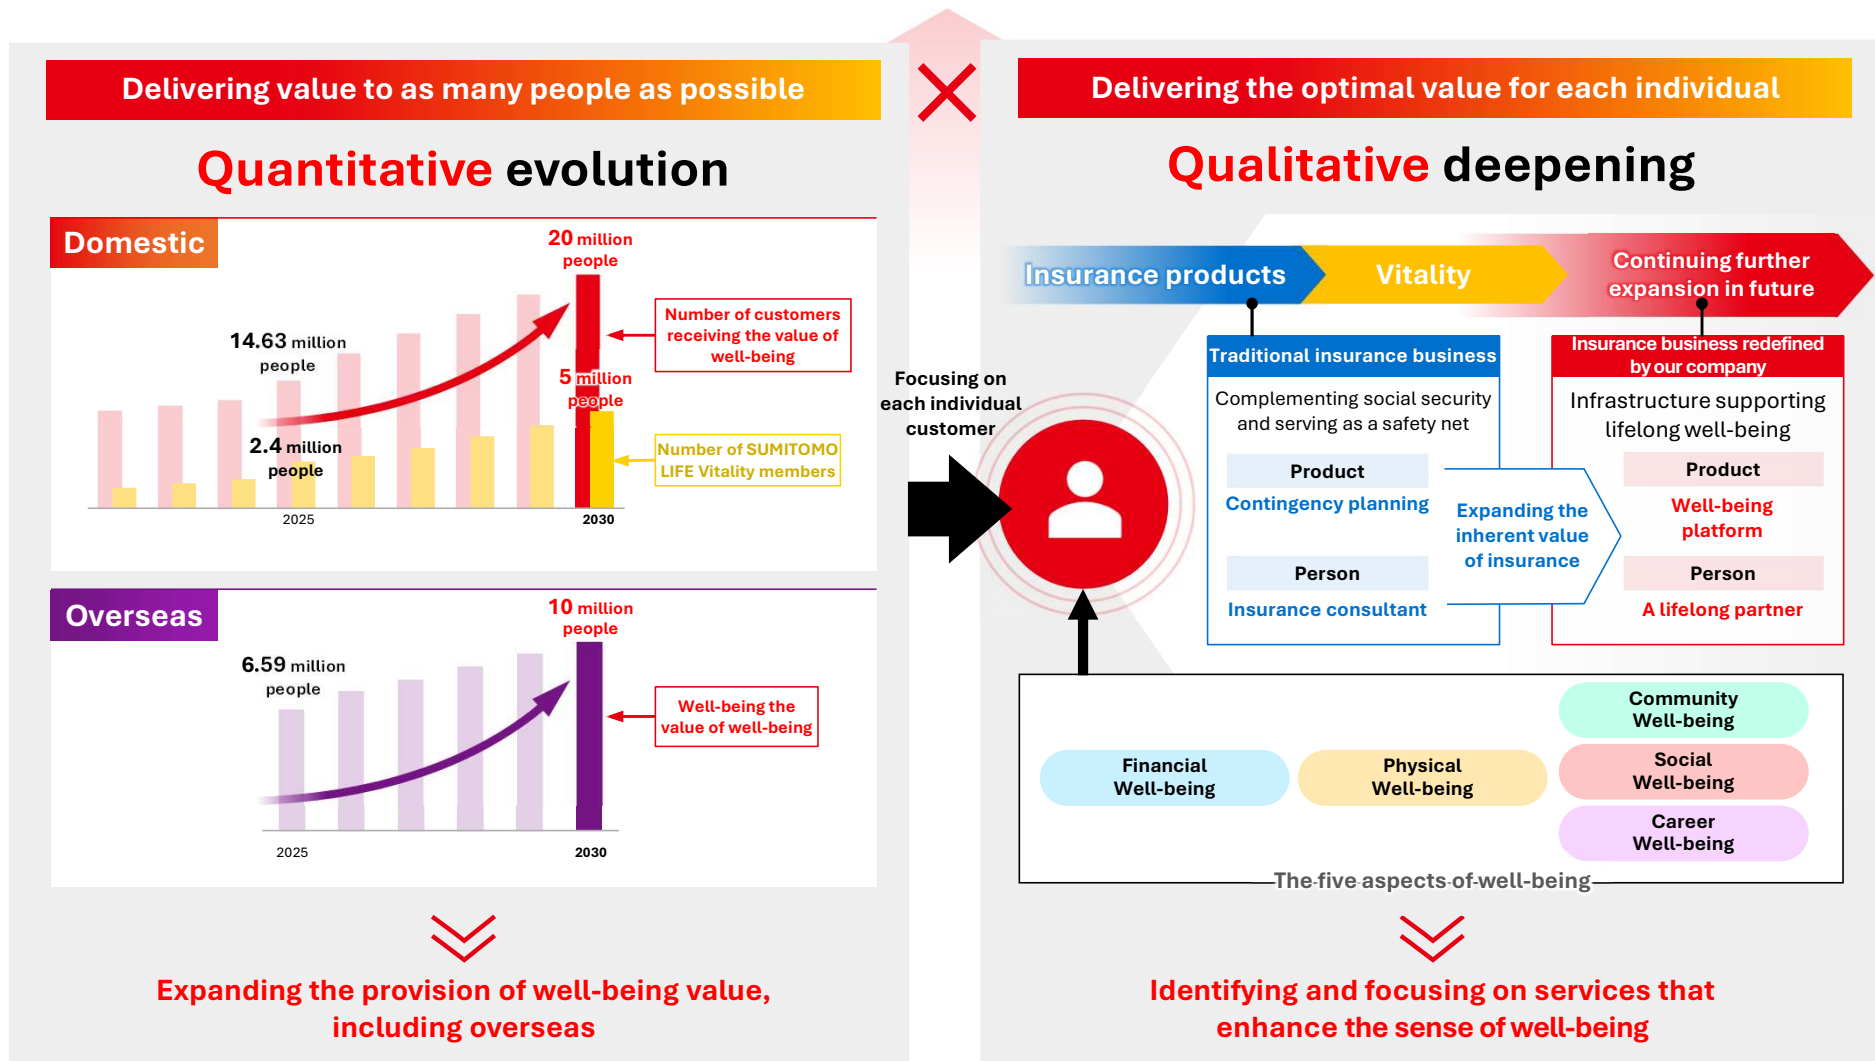 Delivering value to as many people as possible
Quantitative evolution
Domestic
20 million
people
14.63 million
people
Number of customers
receiving the value of
well-being
5 million
people
2.4 million
people
Number of SUMITOMO
LIFE Vitality members
2025
2030
Overseas
10 million
people
6.59 million
people
Well-being the
value of well-being
2025
2030
Expanding the provision of well-being value,
including overseas
Focusing on
each individual
customer
Delivering the optimal value for each individual
Qualitative deepening
Insurance products
Vitality
Continuing further
expansion in future
Traditional insurance business
Complementing social security
and serving as a safety net
Product
Contingency planning
Person
Insurance consultant
Expanding the
inherent value
of insurance
Insurance business redefined
by our company
Infrastructure supporting
lifelong well-being
Product
Well-being
platform
Person
A lifelong partner
Financial
Well-being
Physical
Well-being
Community
Well-being
Social
Well-being
Career
Well-being
The five aspects of well-being
Identifying and focusing on services that
enhance the sense of well-being